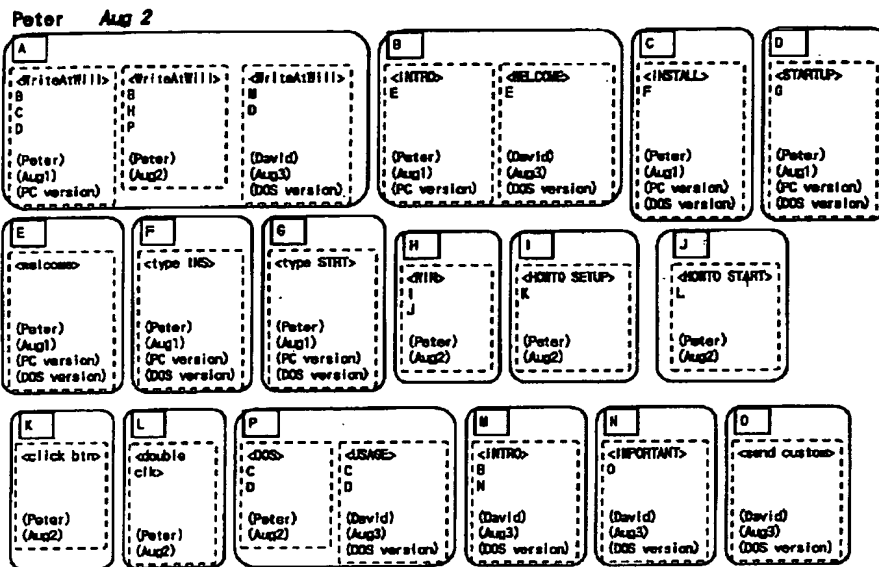 Peter Aug 2
A
<WriteAtWill>
B
C
D
(Peter)
(Aug1)
(PC version)
<WriteAtWill>
B
H
P
(Peter)
(Aug2)
<WriteAtWill>
M
D
(David)
(Aug3)
(DOS version)
B
<INTRO>
E
(Peter)
(Aug1)
(PC version)
<WELCOME>
E
(David)
(Aug3)
(DOS version)
C
<INSTALL>
F
(Peter)
(Aug1)
(PC version)
(DOS version)
D
<STARTUP>
G
(Peter)
(Aug1)
(PC version)
(DOS version)
E
<welcome>
(Peter)
(Aug1)
(PC version)
(DOS version)
F
<type INS>
(Peter)
(Aug1)
(PC version)
(DOS version)
G
<type STRT>
(Peter)
(Aug1)
(PC version)
(DOS version)
H
<WIN>
I
J
(Peter)
(Aug2)
I
<HOWTO SETUP>
K
(Peter)
(Aug2)
J
<HOWTO START>
L
(Peter)
(Aug2)
K
<click btn>
(Peter)
(Aug2)
L
<double
clk>
(Peter)
(Aug2)
P
<DOS>
C
D
(Peter)
(Aug2)
<USAGE>
C
D
(David)
(Aug3)
(DOS version)
M
<INTRO>
B
N
(David)
(Aug3)
(DOS version)
N
<IMPORTANT>
O
(David)
(Aug3)
(DOS version)
O
<send custom>
(David)
(Aug3)
(DOS version)